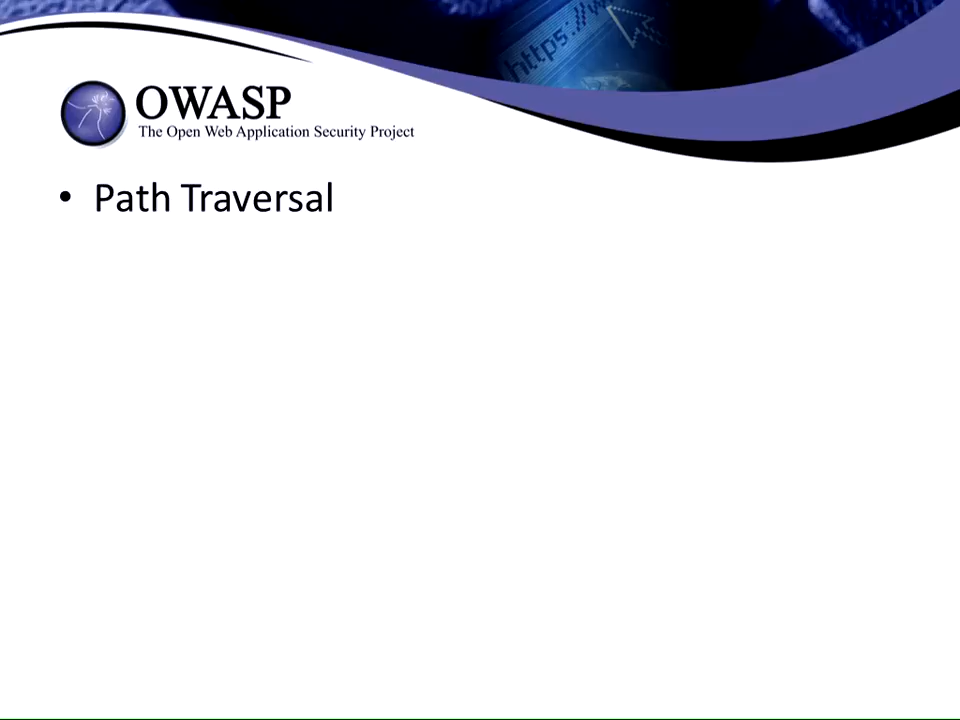 https://w
OWASP
The Open Web Application Security Project
• Path Traversal